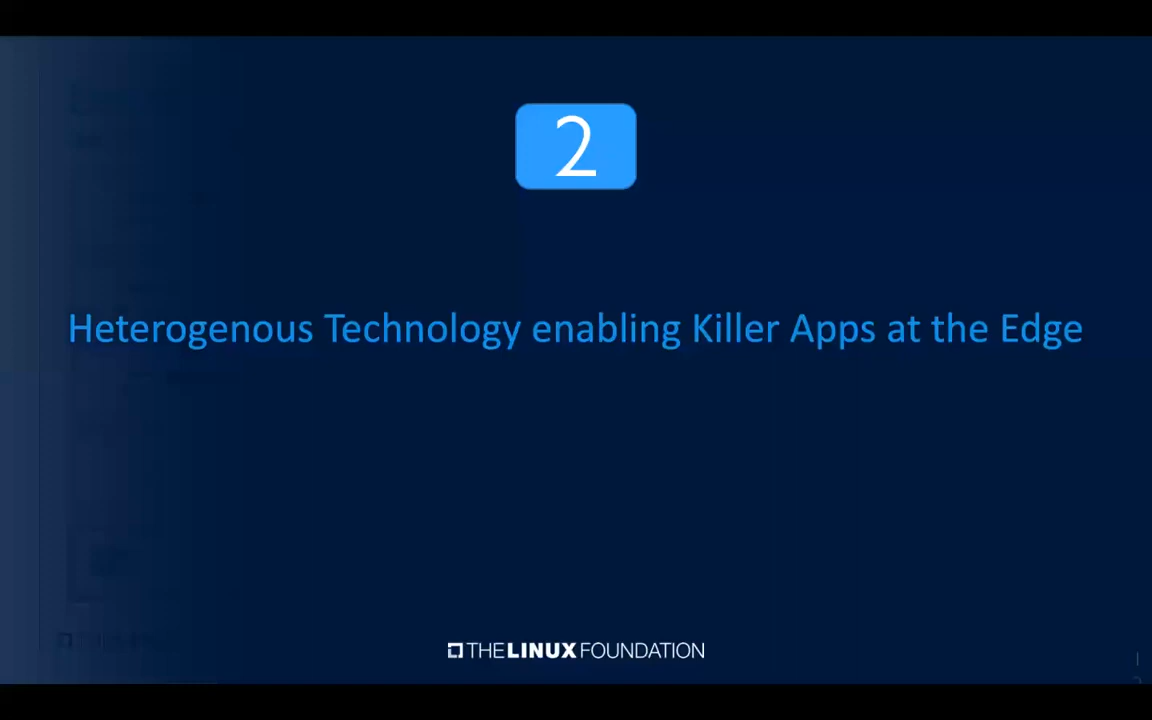 2
Heterogenous Technology enabling Killer Apps at the Edge
THE LINUX FOUNDATION